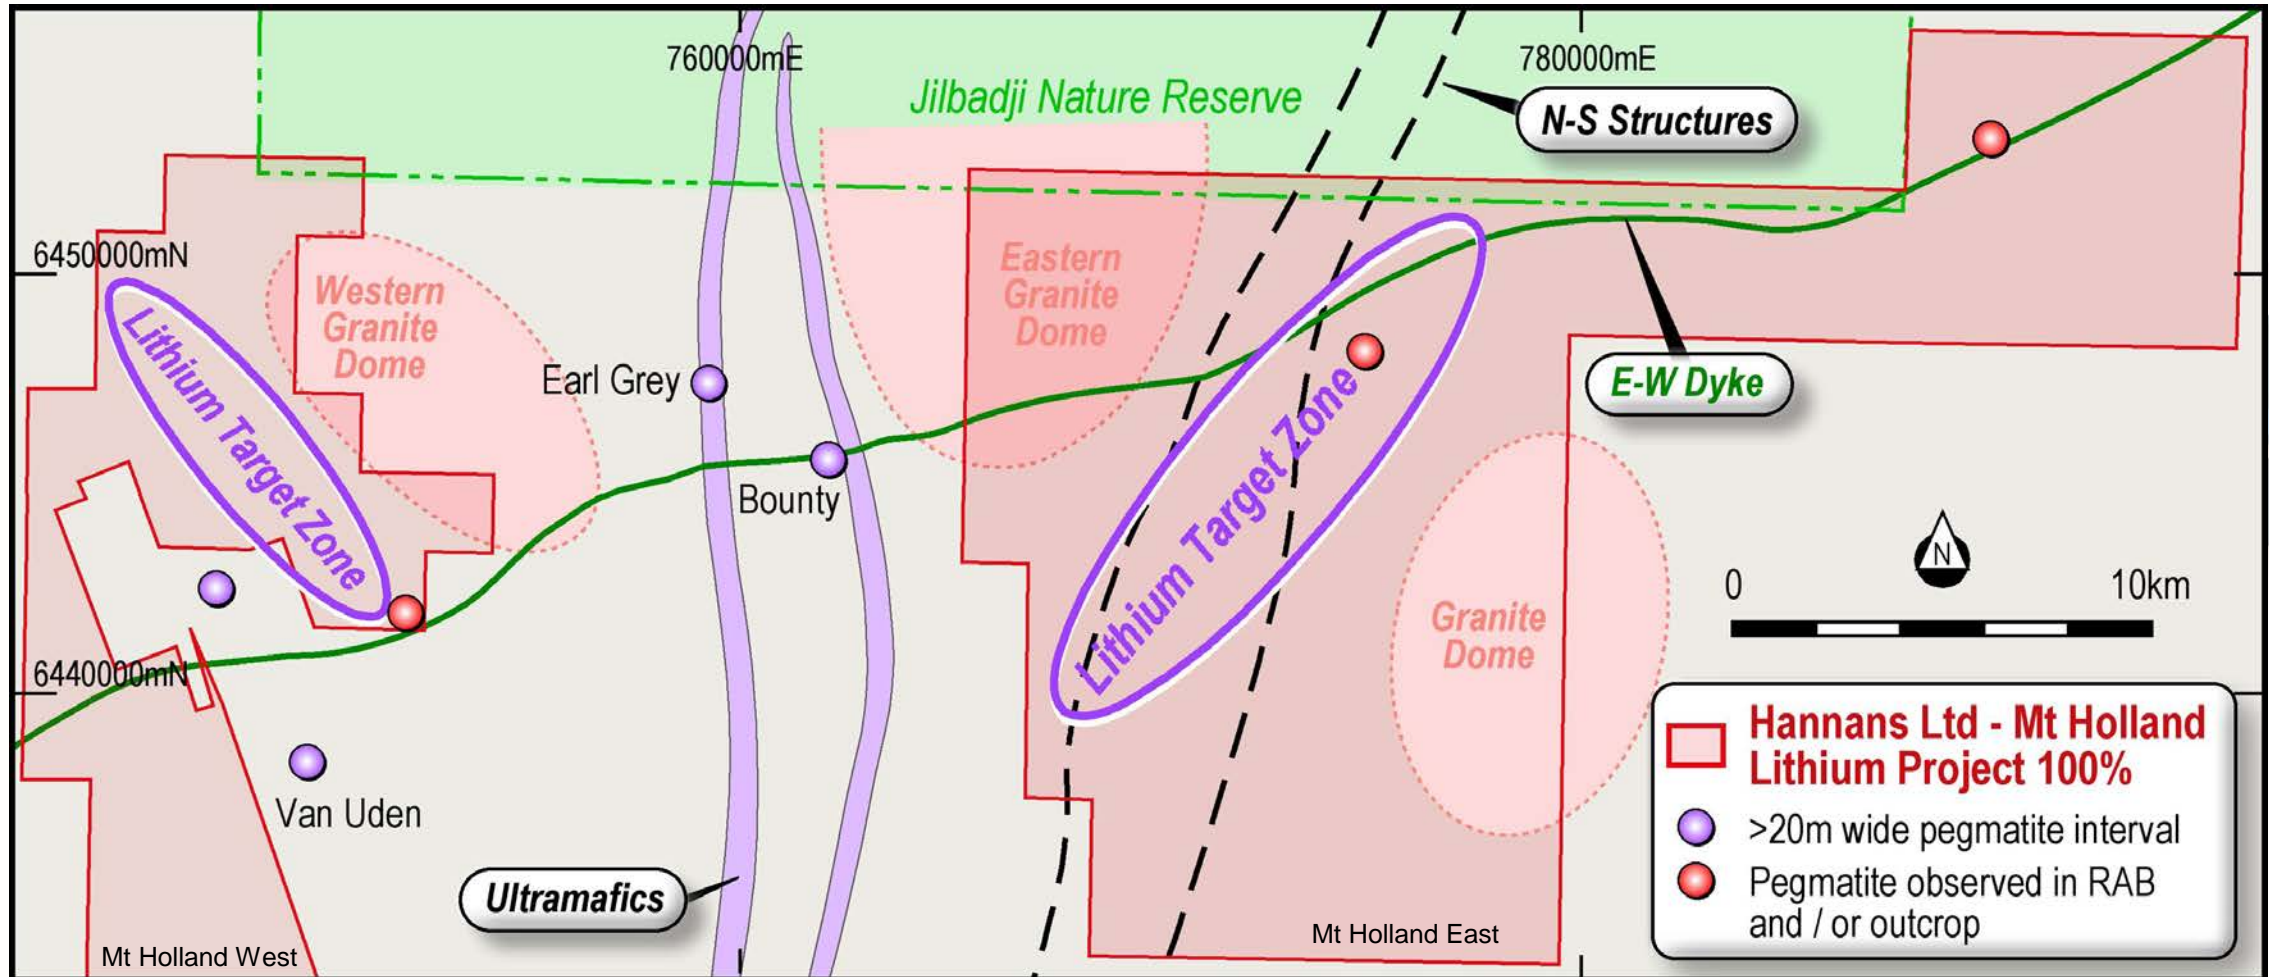 760000mE
780000mE
Jilbadji Nature Reserve
N-S Structures
6450000mN
Western
Granite
Dome
Eastern
Granite
Dome
Lithium Target Zone
Earl Grey
Lithium Target Zone
E-W Dyke
Bounty
N
0
10km
Granite
Dome
6440000mN
Van Uden
Ultramafics
Mt Holland West
Mt Holland East
Hannans Ltd - Mt Holland
Lithium Project 100%
>20m wide pegmatite interval
Pegmatite observed in RAB
and / or outcrop